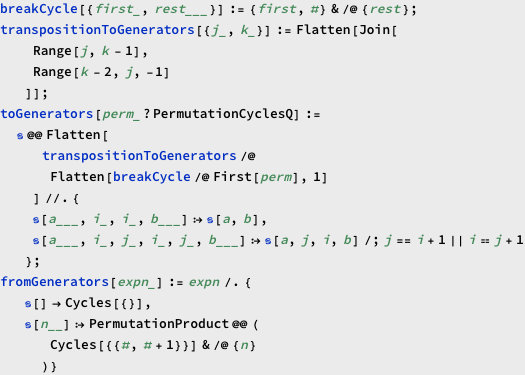 breakCycle[{first_, rest___}] := {first, #} & /@ {rest};
transpositionToGenerators[{j_, k_}] := Flatten[Join[
Range[j, k - 1],
Range[k - 2, j, -1]
]];
toGenerators[perm_?PermutationCyclesQ] :=
𝕤 @@ Flatten[
transpositionToGenerators /@
Flatten[breakCycle /@ First[perm], 1]
] //. {
𝕤[a___, i_, i_, b___] :> 𝕤[a, b],
𝕤[a___, i_, j_, i_, j_, b___] :> 𝕤[a, j, i, b] /; j == i + 1 || i == j + 1
};
fromGenerators[expn_] := expn /. {
𝕤[] → Cycles[{}],
𝕤[n__] :> PermutationProduct @@ (
Cycles[{{#, # + 1}}] & /@ {n}
)}